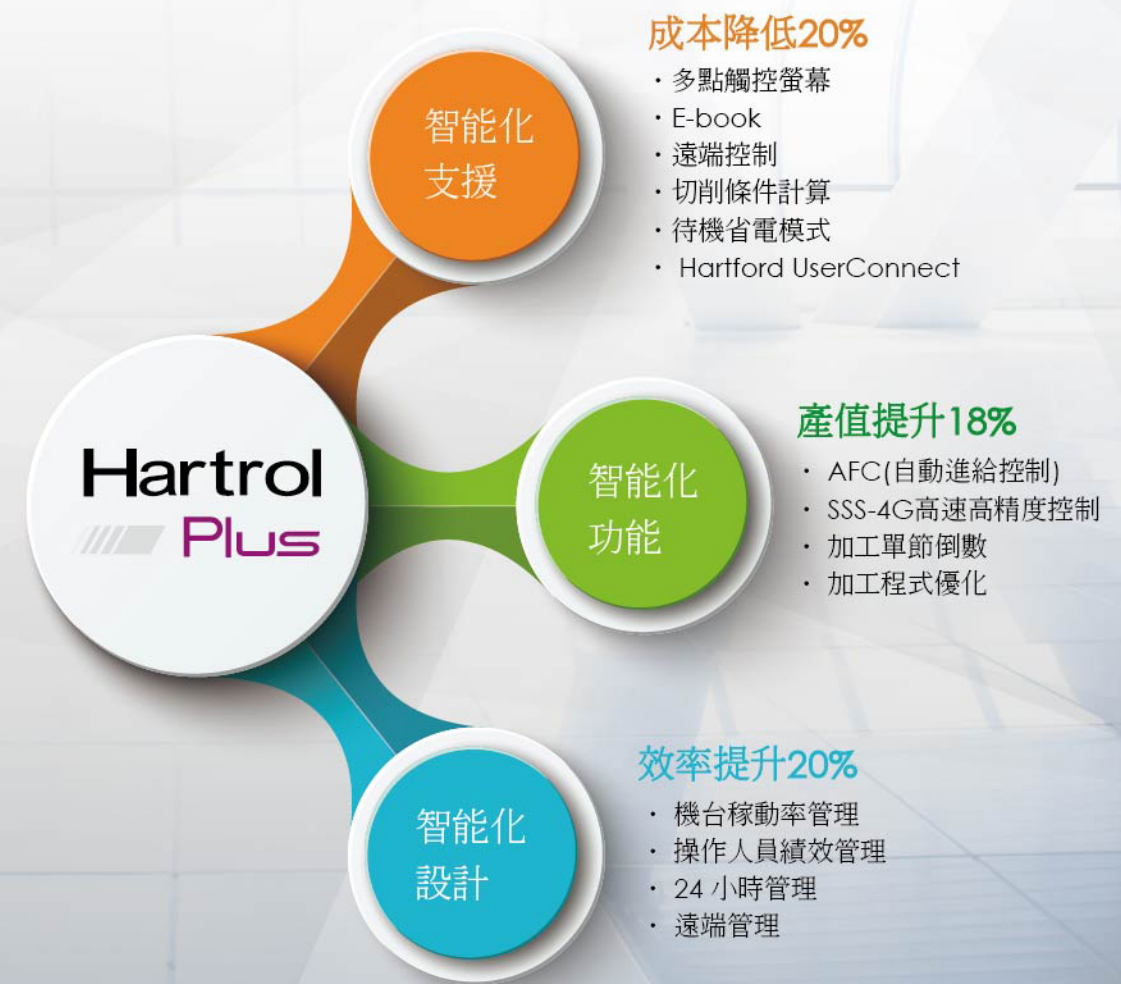 Hartrol
Plus
智能化
支援
成本降低20%
・多點觸控螢幕
・E-book
・遠端控制
・切削條件計算
・待機省電模式
・ Hartford UserConnect
智能化
功能
產值提升18%
・ AFC(自動進給控制)
・ SSS-4G高速高精度控制
・ 加工單節倒數
・ 加工程式優化
智能化
設計
效率提升20%
・ 機台稼動率管理
・ 操作人員績效管理
・ 24 小時管理
・ 遠端管理